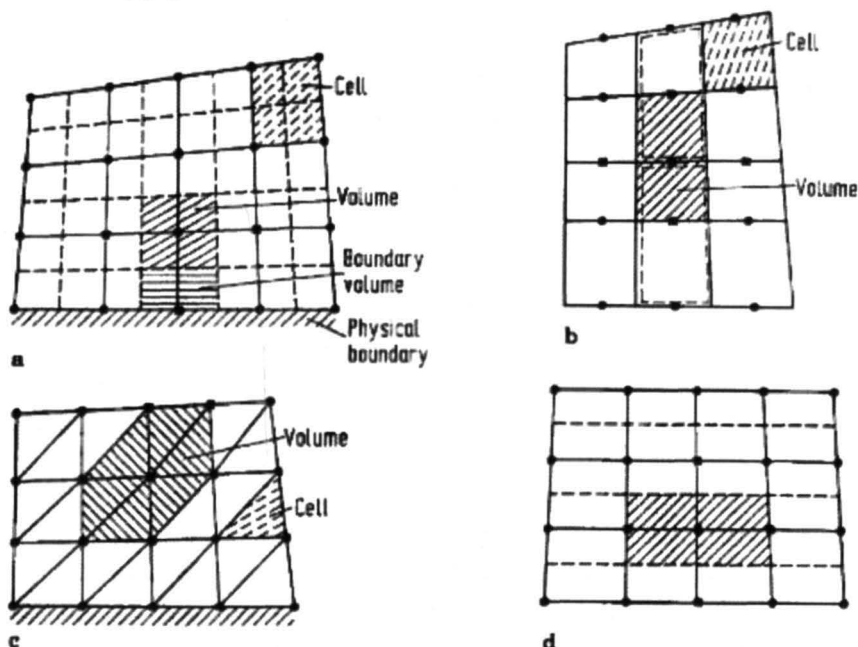 Cell
Volume
Boundary
volume
Physical
boundary
a
Cell
Volume
b
Volume
Cell
c
d